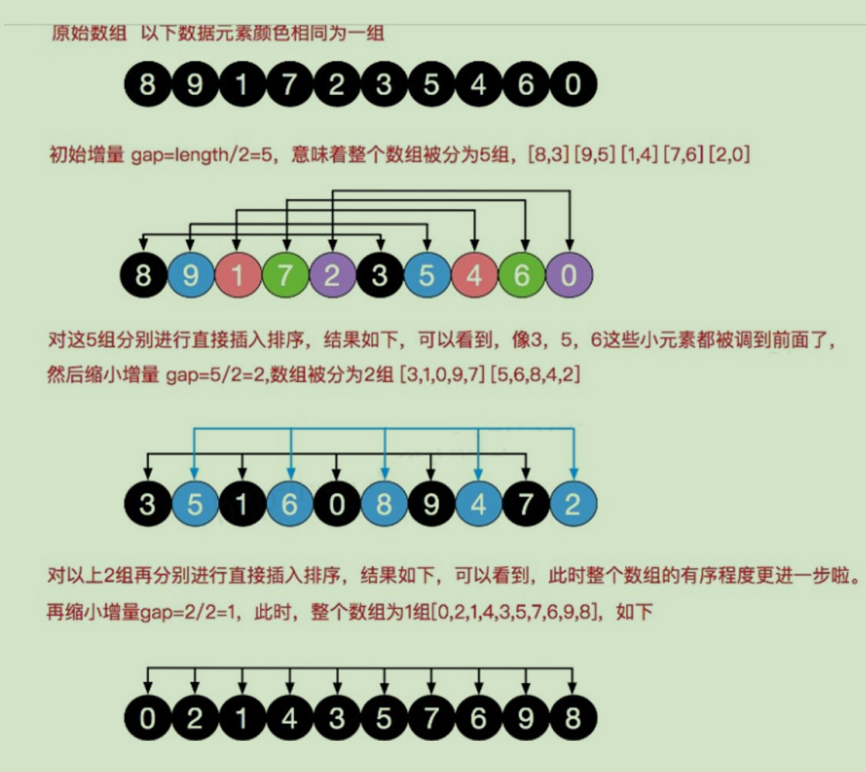 原始数组 以下数据元素颜色相同为一组
8 9 1 7 2 3 5 4 6 0
初始增量 gap=length/2=5，意味着整个数组被分为5组，[8,3] [9,5] [1,4] [7,6] [2,0]
8 9 1 7 2 3 5 4 6 0
对这5组分别进行直接插入排序，结果如下，可以看到，像3，5，6这些小元素都被调到前面了，
然后缩小增量 gap=5/2=2,数组被分为2组 [3,1,0,9,7] [5,6,8,4,2]
3 5 1 6 0 8 9 4 7 2
对以上2组再分别进行直接插入排序，结果如下，可以看到，此时整个数组的有序程度更进一步啦。
再缩小增量gap=2/2=1，此时，整个数组为1组[0,2,1,4,3,5,7,6,9,8]，如下
0 2 1 4 3 5 7 6 9 8